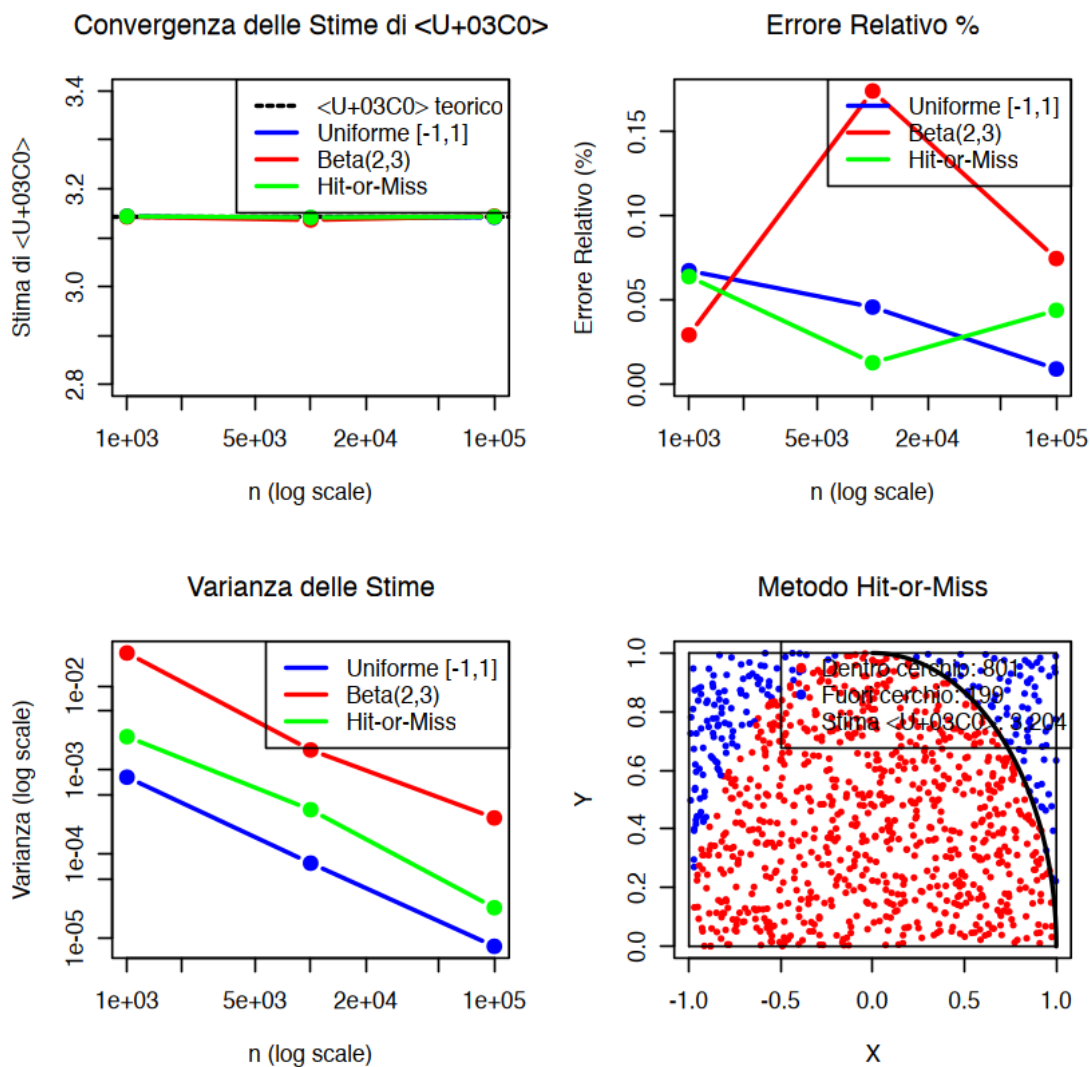 Convergenza delle Stime di <U+03C0>
Stima di <U+03C0>
2.8
3.0
3.2
3.4
<U+03C0> teorico
Uniforme [-1,1]
Beta(2,3)
Hit-or-Miss
1e+03
5e+03
2e+04
1e+05
n (log scale)
Errore Relativo %
Errore Relativo (%)
0.00
0.05
0.10
0.15
Uniforme [-1,1]
Beta(2,3)
Hit-or-Miss
1e+03
5e+03
2e+04
1e+05
n (log scale)
Varianza delle Stime
Varianza (log scale)
1e-05
1e-04
1e-03
1e-02
Uniforme [-1,1]
Beta(2,3)
Hit-or-Miss
1e+03
5e+03
2e+04
1e+05
n (log scale)
Metodo Hit-or-Miss
Y
0.0
0.2
0.4
0.6
0.8
1.0
Dentro cerchio: 801
Fuori cerchio: 199
Stima <U+03C0>: 3.204
-1.0
-0.5
0.0
0.5
1.0
X